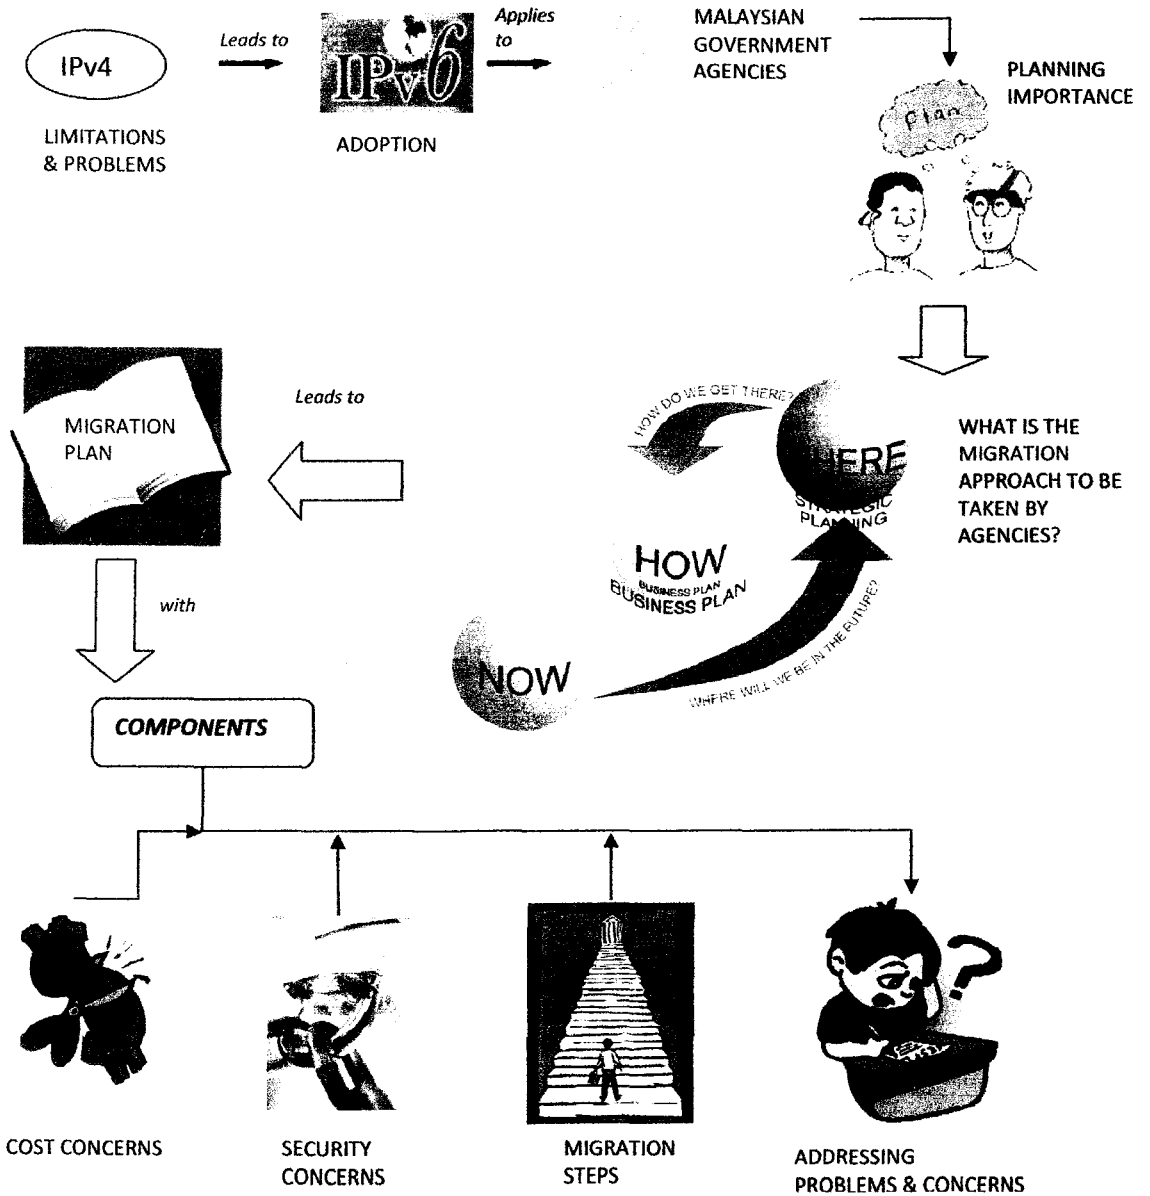 IPv4
LIMITATIONS
& PROBLEMS
Leads to
IPv6
ADOPTION
Applies
to
MALAYSIAN
GOVERNMENT
AGENCIES
PLANNING
IMPORTANCE
Plan
WHAT IS THE
MIGRATION
APPROACH TO BE
TAKEN BY
AGENCIES?
HOW DO WE GET THERE?
HERE
STRATEGIC
PLANNING
HOW
BUSINESS PLAN
BUSINESS PLAN
NOW
WHERE WILL WE BE IN THE FUTURE?
Leads to
MIGRATION
PLAN
with
COMPONENTS
COST CONCERNS
SECURITY
CONCERNS
MIGRATION
STEPS
ADDRESSING
PROBLEMS & CONCERNS